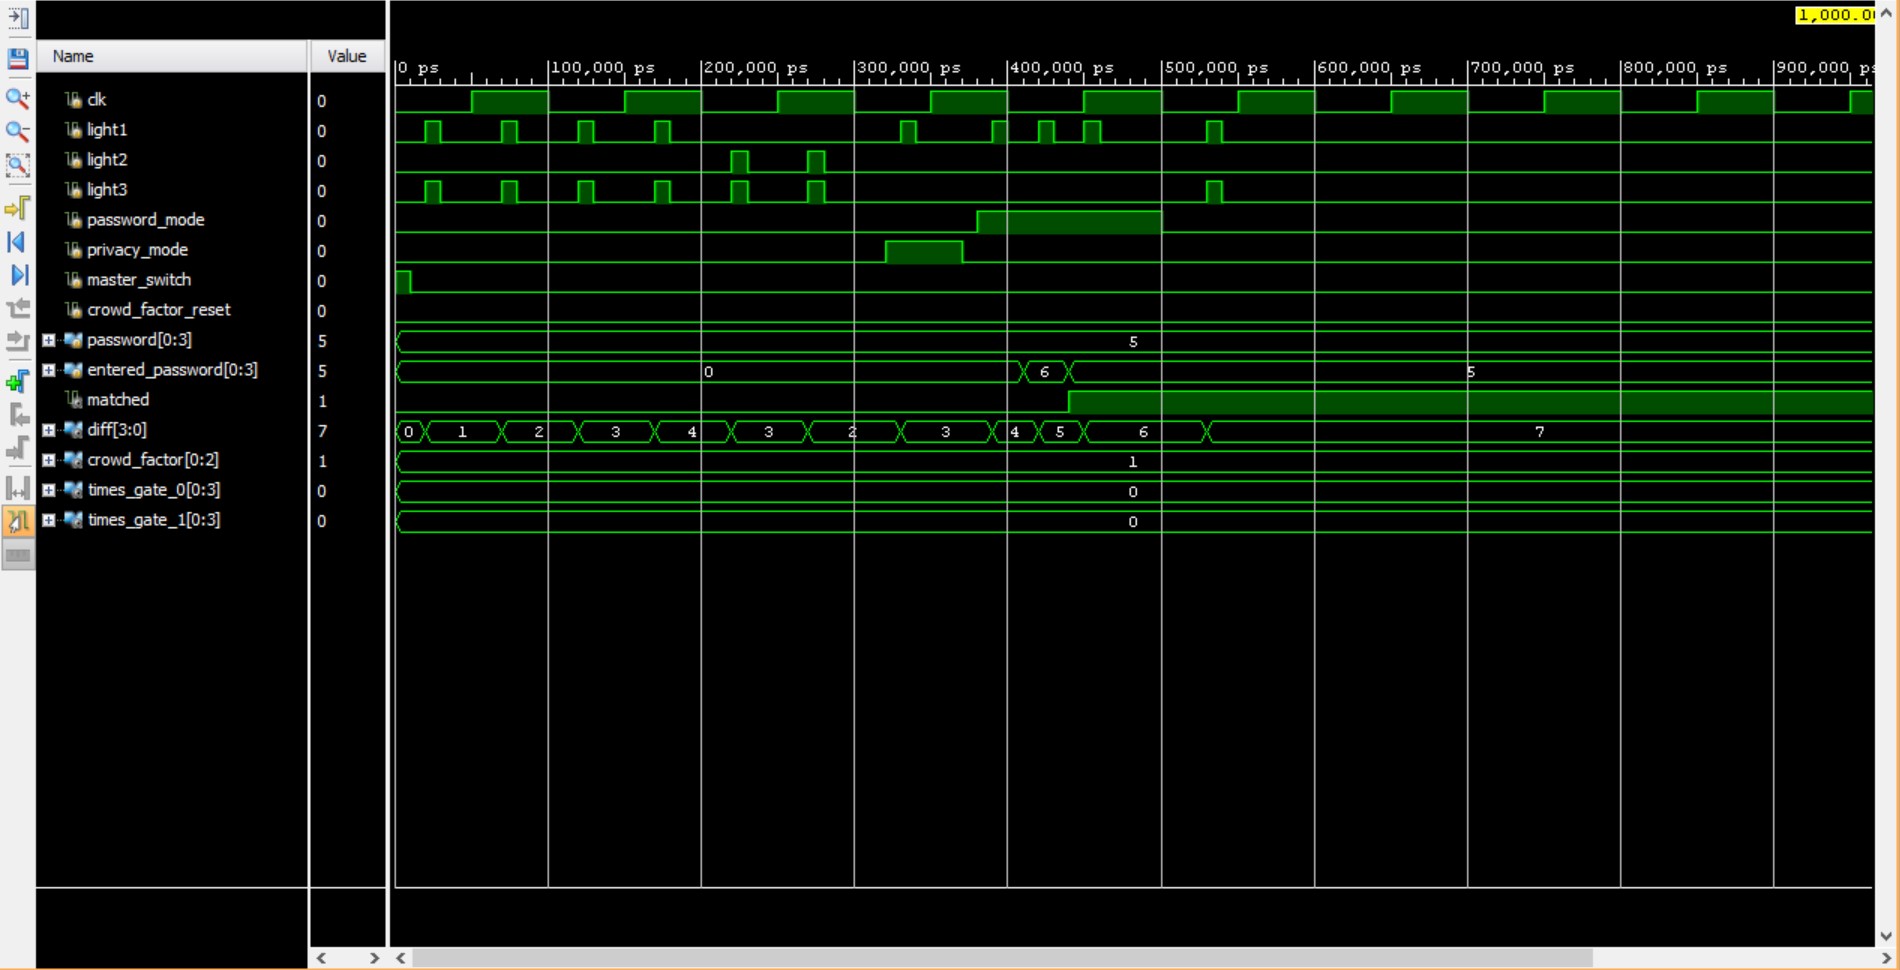 1,000.0
Name Value
0 ps 100,000 ps 200,000 ps 300,000 ps 400,000 ps 500,000 ps 600,000 ps 700,000 ps 800,000 ps 900,000 ps
clk 0
light1 0
light2 0
light3 0
password_mode 0
privacy_mode 0
master_switch 0
crowd_factor_reset 0
password[0:3] 5 5
entered_password[0:3] 5 0 6 5
matched 1
diff[3:0] 7 0 1 2 3 4 3 2 3 4 5 6 7
crowd_factor[0:2] 1 1
times_gate_0[0:3] 0 0
times_gate_1[0:3] 0 0